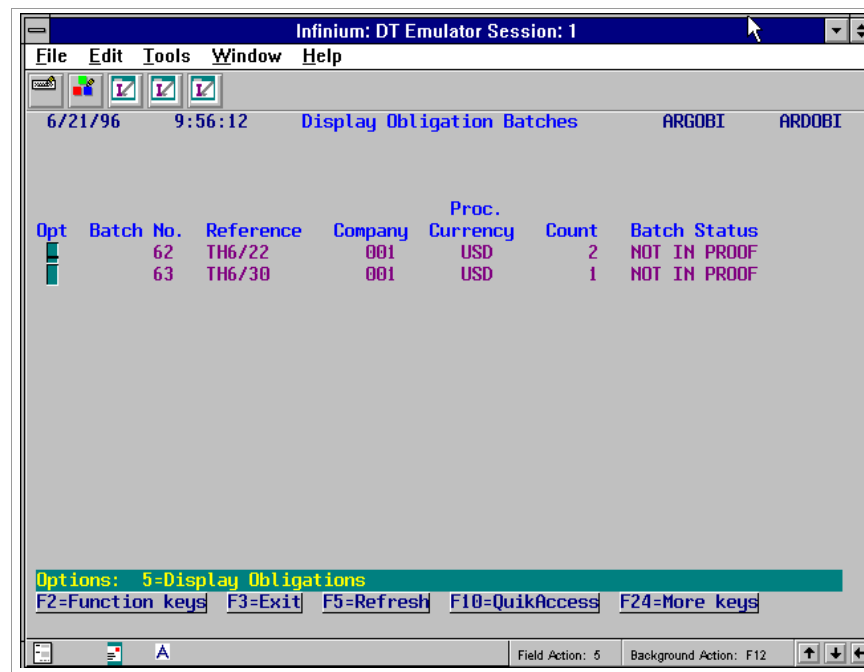 Infinium: DT Emulator Session: 1
File Edit Tools Window Help
6/21/96 9:56:12 Display Obligation Batches ARGOBI ARDOBI
Proc.
Opt Batch No. Reference Company Currency Count Batch Status
62 TH6/22 001 USD 2 NOT IN PROOF
63 TH6/30 001 USD 1 NOT IN PROOF
Options: 5=Display Obligations
F2=Function keys F3=Exit F5=Refresh F10=QuikAccess F24=More keys
A Field Action: 5 Background Action: F12